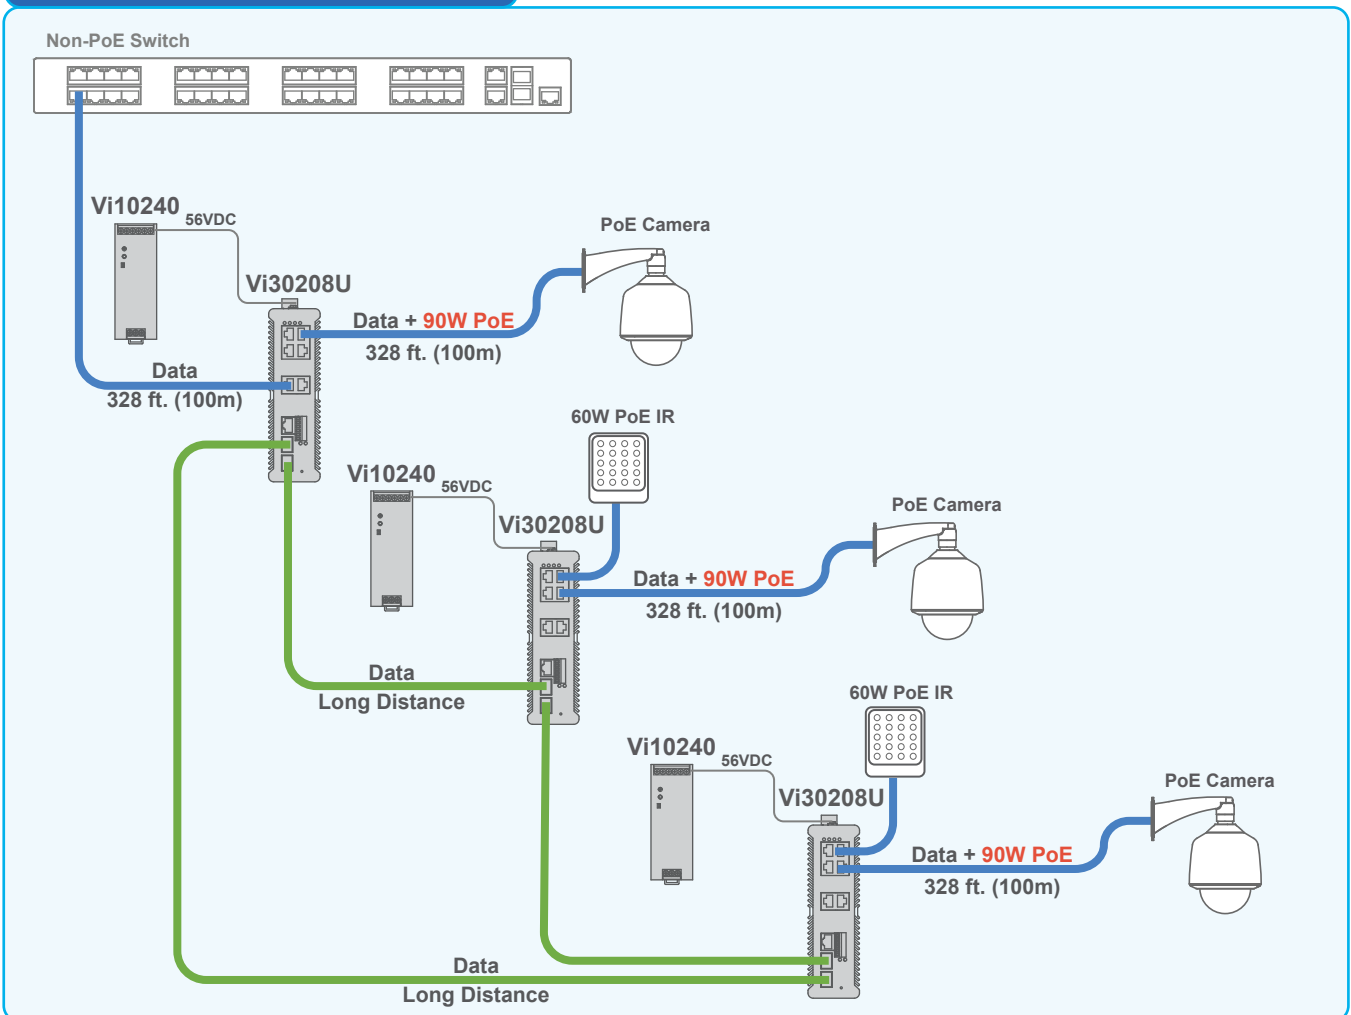 Non-PoE Switch
Vi10240
56VDC
PoE Camera
Vi30208U
Data + 90W PoE
328 ft. (100m)
Data
328 ft. (100m)
60W PoE IR
Vi10240
56VDC
PoE Camera
Vi30208U
Data + 90W PoE
328 ft. (100m)
Data
Long Distance
60W PoE IR
Vi10240
56VDC
PoE Camera
Vi30208U
Data + 90W PoE
328 ft. (100m)
Data
Long Distance